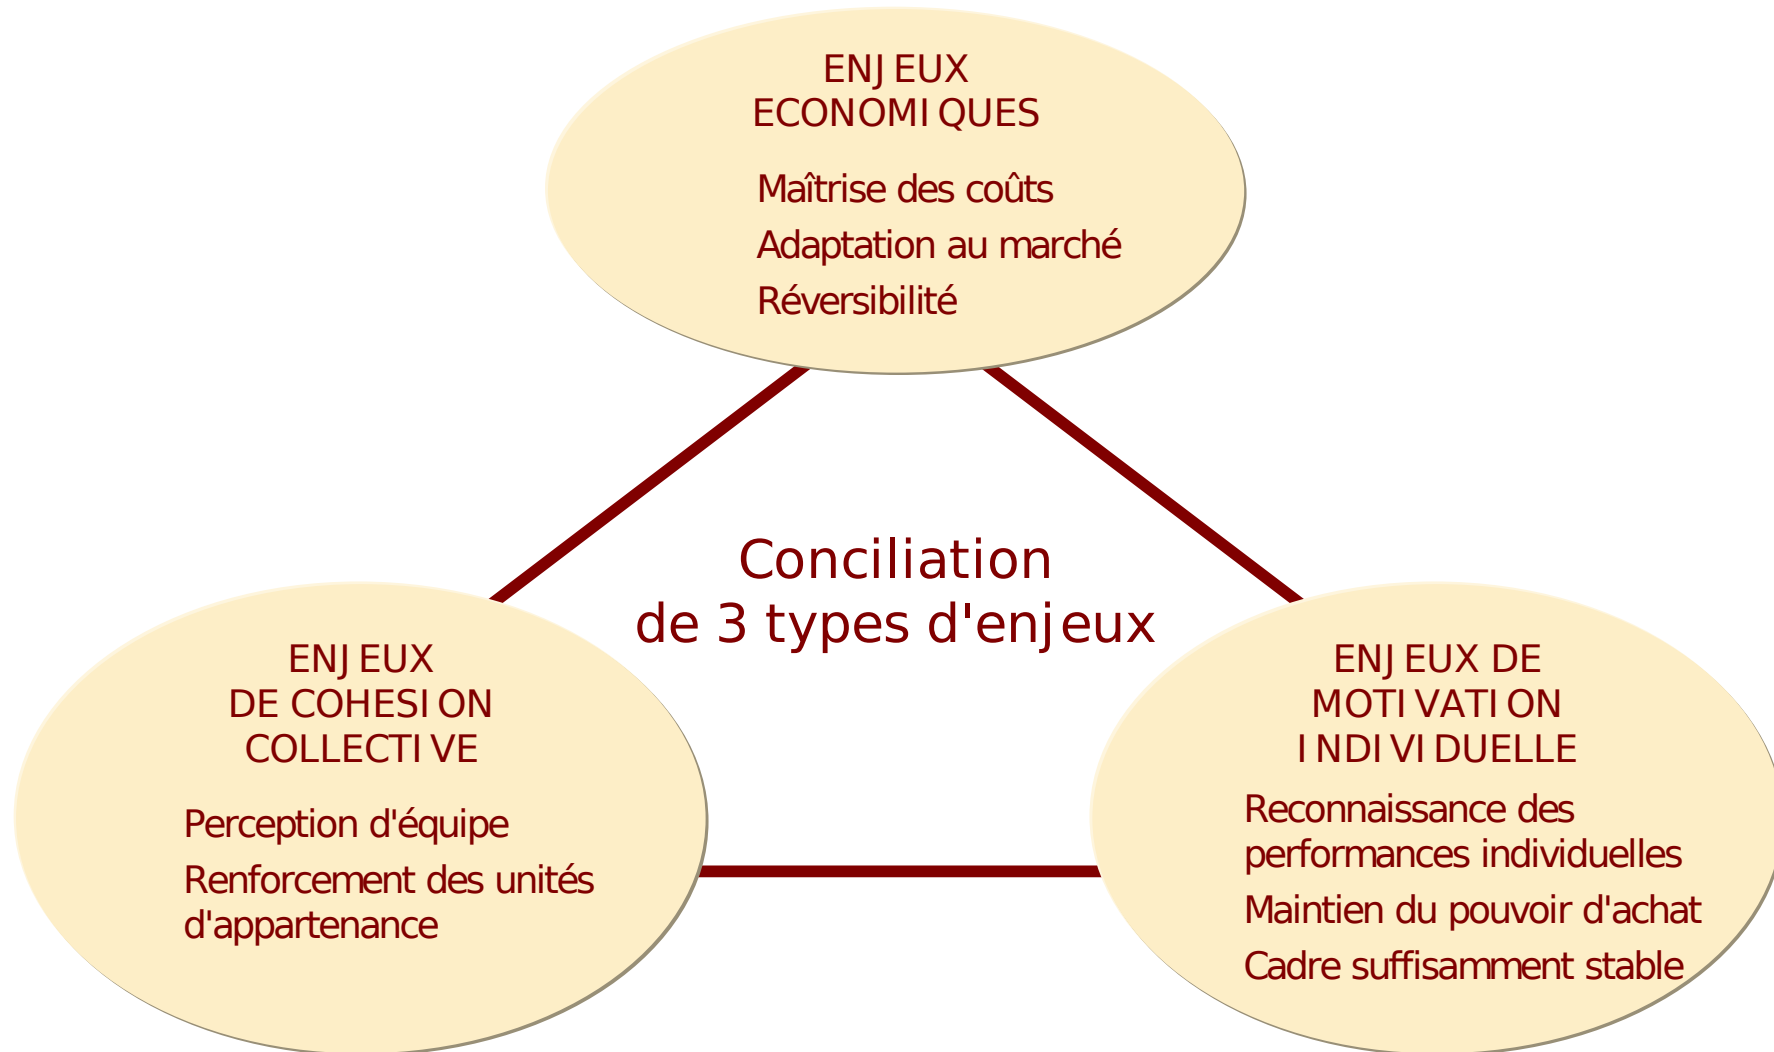 ENJEUX
ECONOMIQUES
Maîtrise des coûts
Adaptation au marché
Réversibilité
Conciliation
de 3 types d'enjeux
ENJEUX
DE COHESION
COLLECTIVE
Perception d'équipe
Renforcement des unités
d'appartenance
ENJEUX DE
MOTIVATION
INDIVIDUELLE
Reconnaissance des
performances individuelles
Maintien du pouvoir d'achat
Cadre suffisamment stable